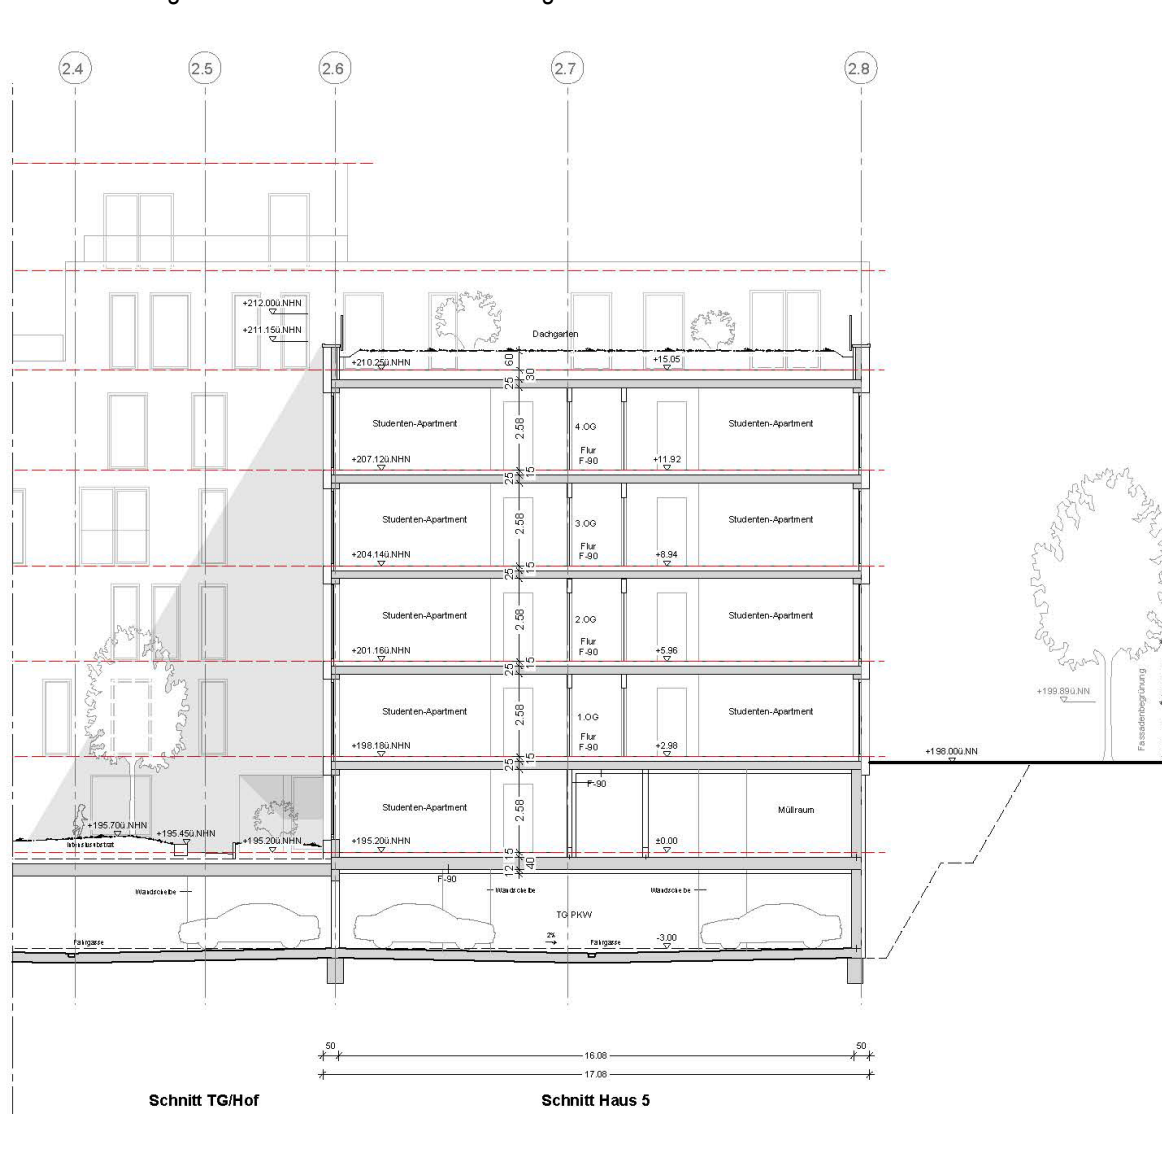 2.4
2.5
2.6
2.7
2.8
+212.00ü.NHN
+211.15ü.NHN
Dachgarten
+210.25ü.NHN
60
30
25
+15.05
Studenten-Apartment
2.58
4.OG
Flur
F-90
Studenten-Apartment
+207.12ü.NHN
15
25
+11.92
Studenten-Apartment
2.58
3.OG
Flur
F-90
Studenten-Apartment
+204.14ü.NHN
15
25
+8.94
Studenten-Apartment
2.58
2.OG
Flur
F-90
Studenten-Apartment
+201.16ü.NHN
15
25
+5.96
Studenten-Apartment
2.58
1.OG
Flur
F-90
Studenten-Apartment
+199.89ü.NN
Fassadenbegrünung
+198.18ü.NHN
15
25
+2.98
+198.00ü.NN
F-90
Studenten-Apartment
2.58
Müllraum
+195.70ü.NHN
+195.45ü.NHN
+195.20ü.NHN
+195.20ü.NHN
±0.00
Intensivsubstrat
12 15
40
F-90
Wandscheibe
Wandscheibe
Wandscheibe
TG PKW
Fahrgasse
2%
Fahrgasse
-3.00
50
16.08
50
17.08
Schnitt TG/Hof
Schnitt Haus 5